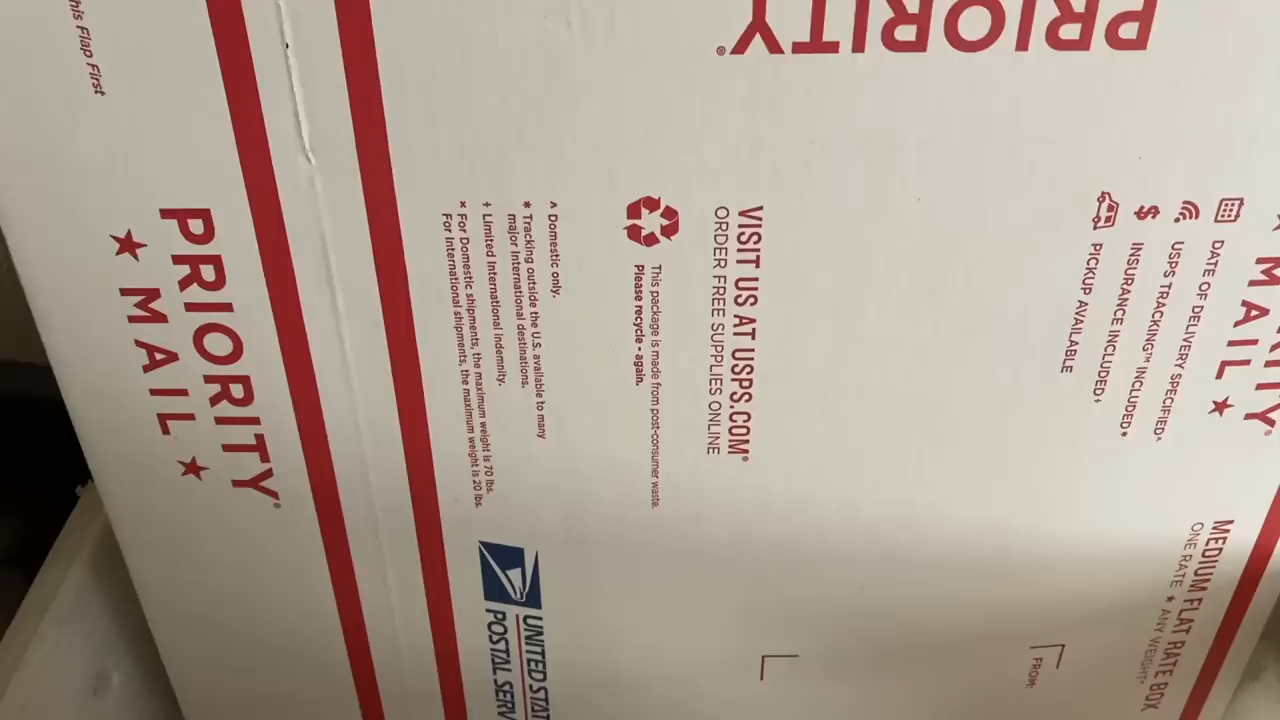 PRIORITY
★ MAIL ★
DATE OF DELIVERY SPECIFIED^
USPS TRACKING™ INCLUDED*
$ INSURANCE INCLUDED‡
PICKUP AVAILABLE
MEDIUM FLAT RATE BOX
ONE RATE ★ ANY WEIGHT*
FROM:
PRIORITY®
VISIT US AT USPS.COM®
ORDER FREE SUPPLIES ONLINE
This package is made from post-consumer waste.
Please recycle - again.
^ Domestic only.
* Tracking outside the U.S. available to many
major International destinations.
+ Limited International indemnity.
× For Domestic shipments, the maximum weight is 70 lbs.
For International shipments, the maximum weight is 20 lbs.
UNITED STAT
POSTAL SERV
PRIORITY®
★ MAIL ★
his Flap First